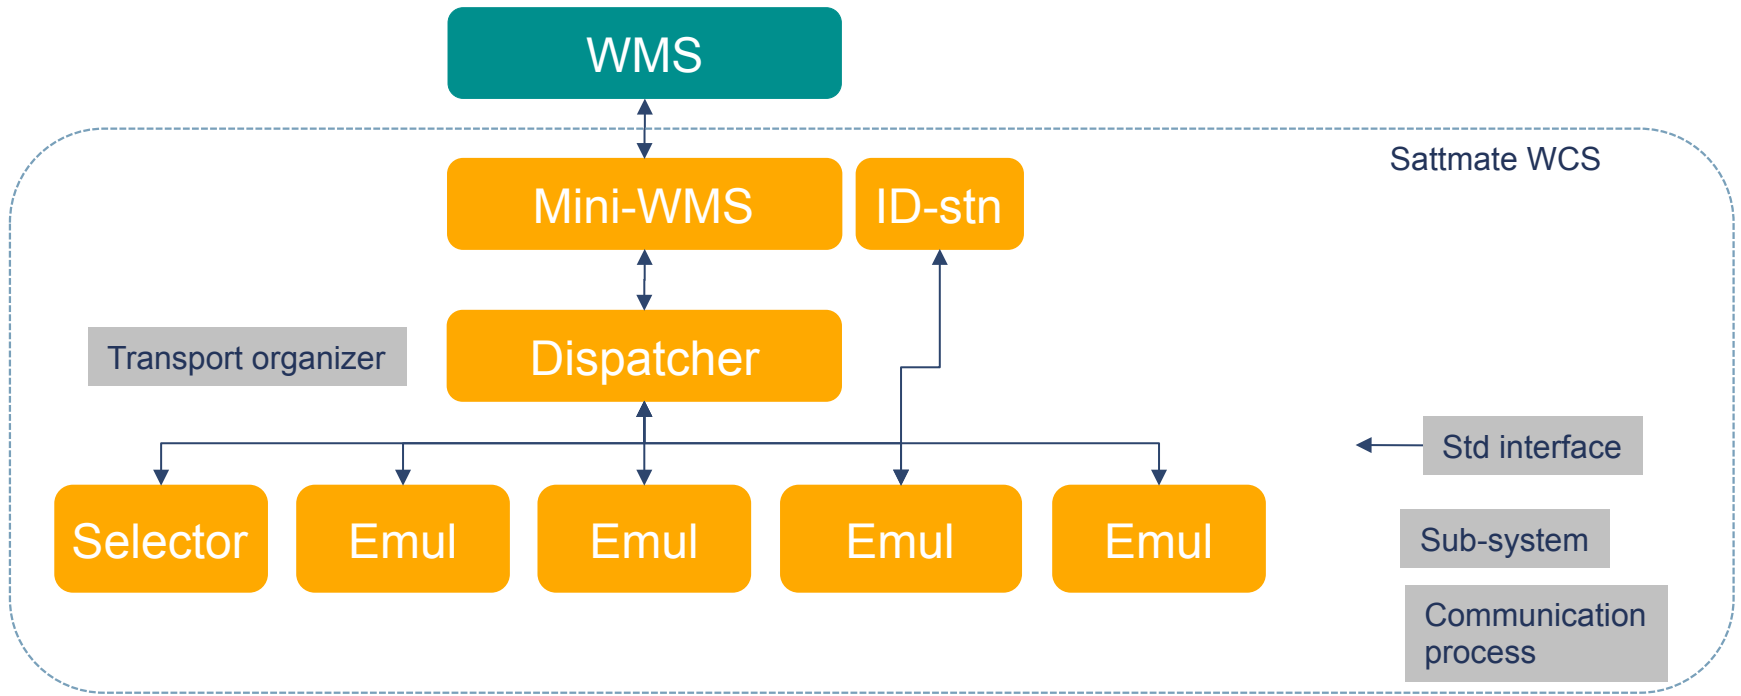 WMS
Sattmate WCS
Mini-WMS
ID-stn
Transport organizer
Dispatcher
Std interface
Selector
Emul
Emul
Emul
Emul
Sub-system
Communication
process